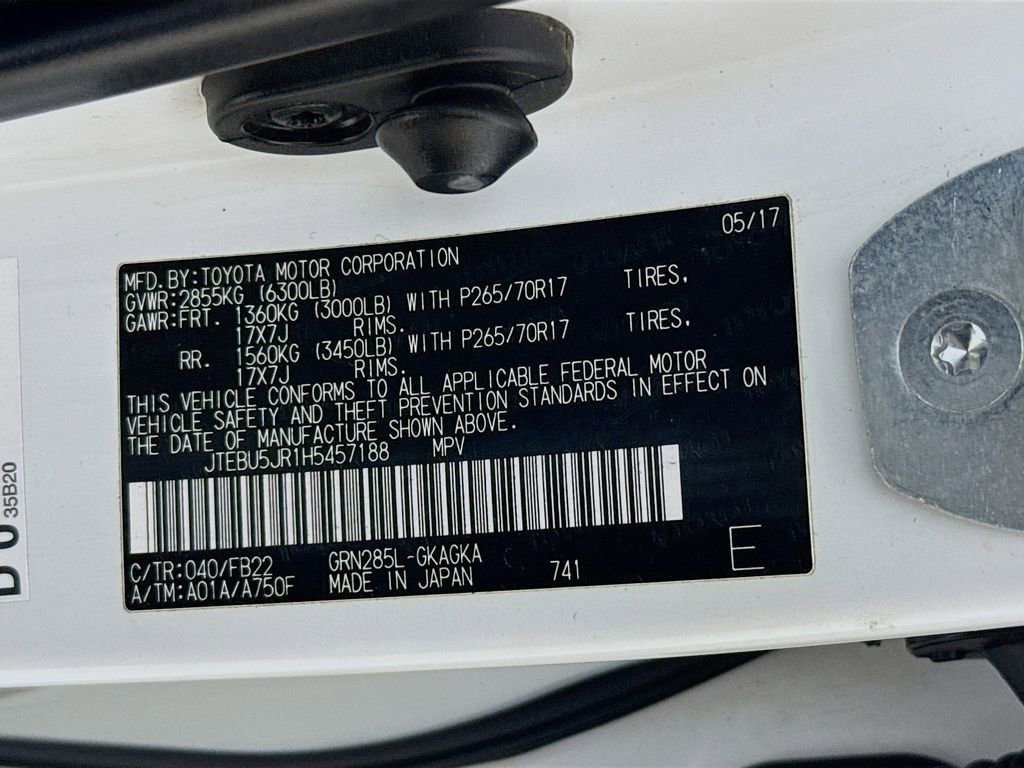 05/17
MFD.BY:TOYOTA MOTOR CORPORATION
GVWR:2855KG (6300LB)
GAWR:FRT. 1360KG (3000LB) WITH P265/70R17 TIRES.
17X7J RIMS.
RR. 1560KG (3450LB) WITH P265/70R17 TIRES.
17X7J RIMS.
THIS VEHICLE CONFORMS TO ALL APPLICABLE FEDERAL MOTOR
VEHICLE SAFETY AND THEFT PREVENTION STANDARDS IN EFFECT ON
THE DATE OF MANUFACTURE SHOWN ABOVE.
JTEBU5JR1H5457188 MPV
C/TR:040/FB22 GRN285L-GKAGKA
A/TM:A01A/A750F MADE IN JAPAN 741 E
35B20